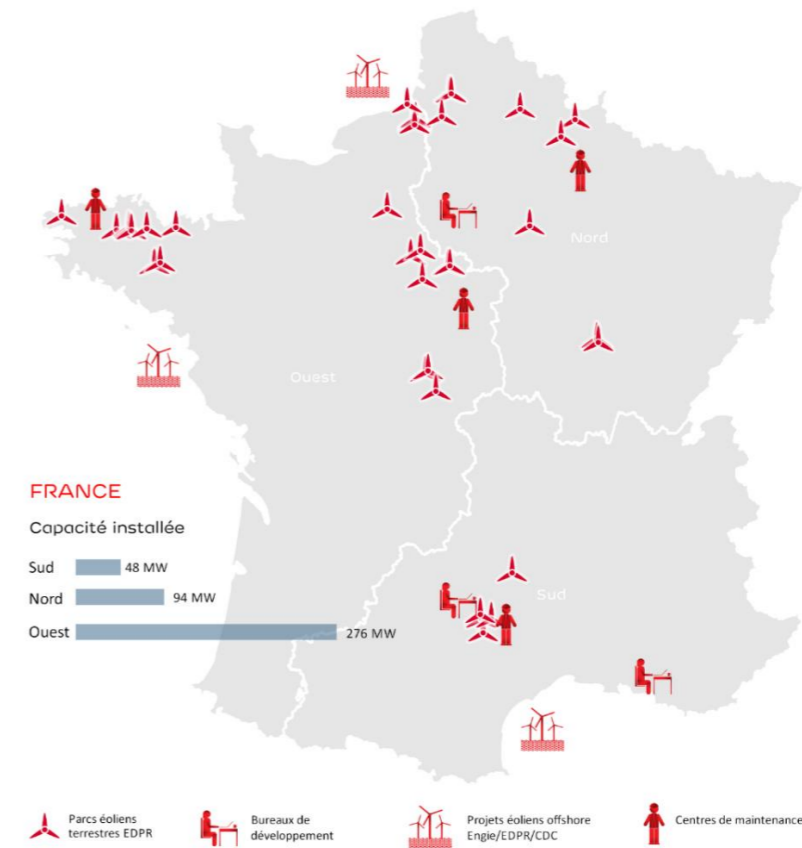 Nord
Ouest
FRANCE
Capacité installée
Sud 48 MW
Nord 94 MW
Ouest 276 MW
Sud
Parcs éoliens
terrestres EDPR
Bureaux de
développement
Projets éoliens offshore
Engie/EDPR/CDC
Centres de maintenance